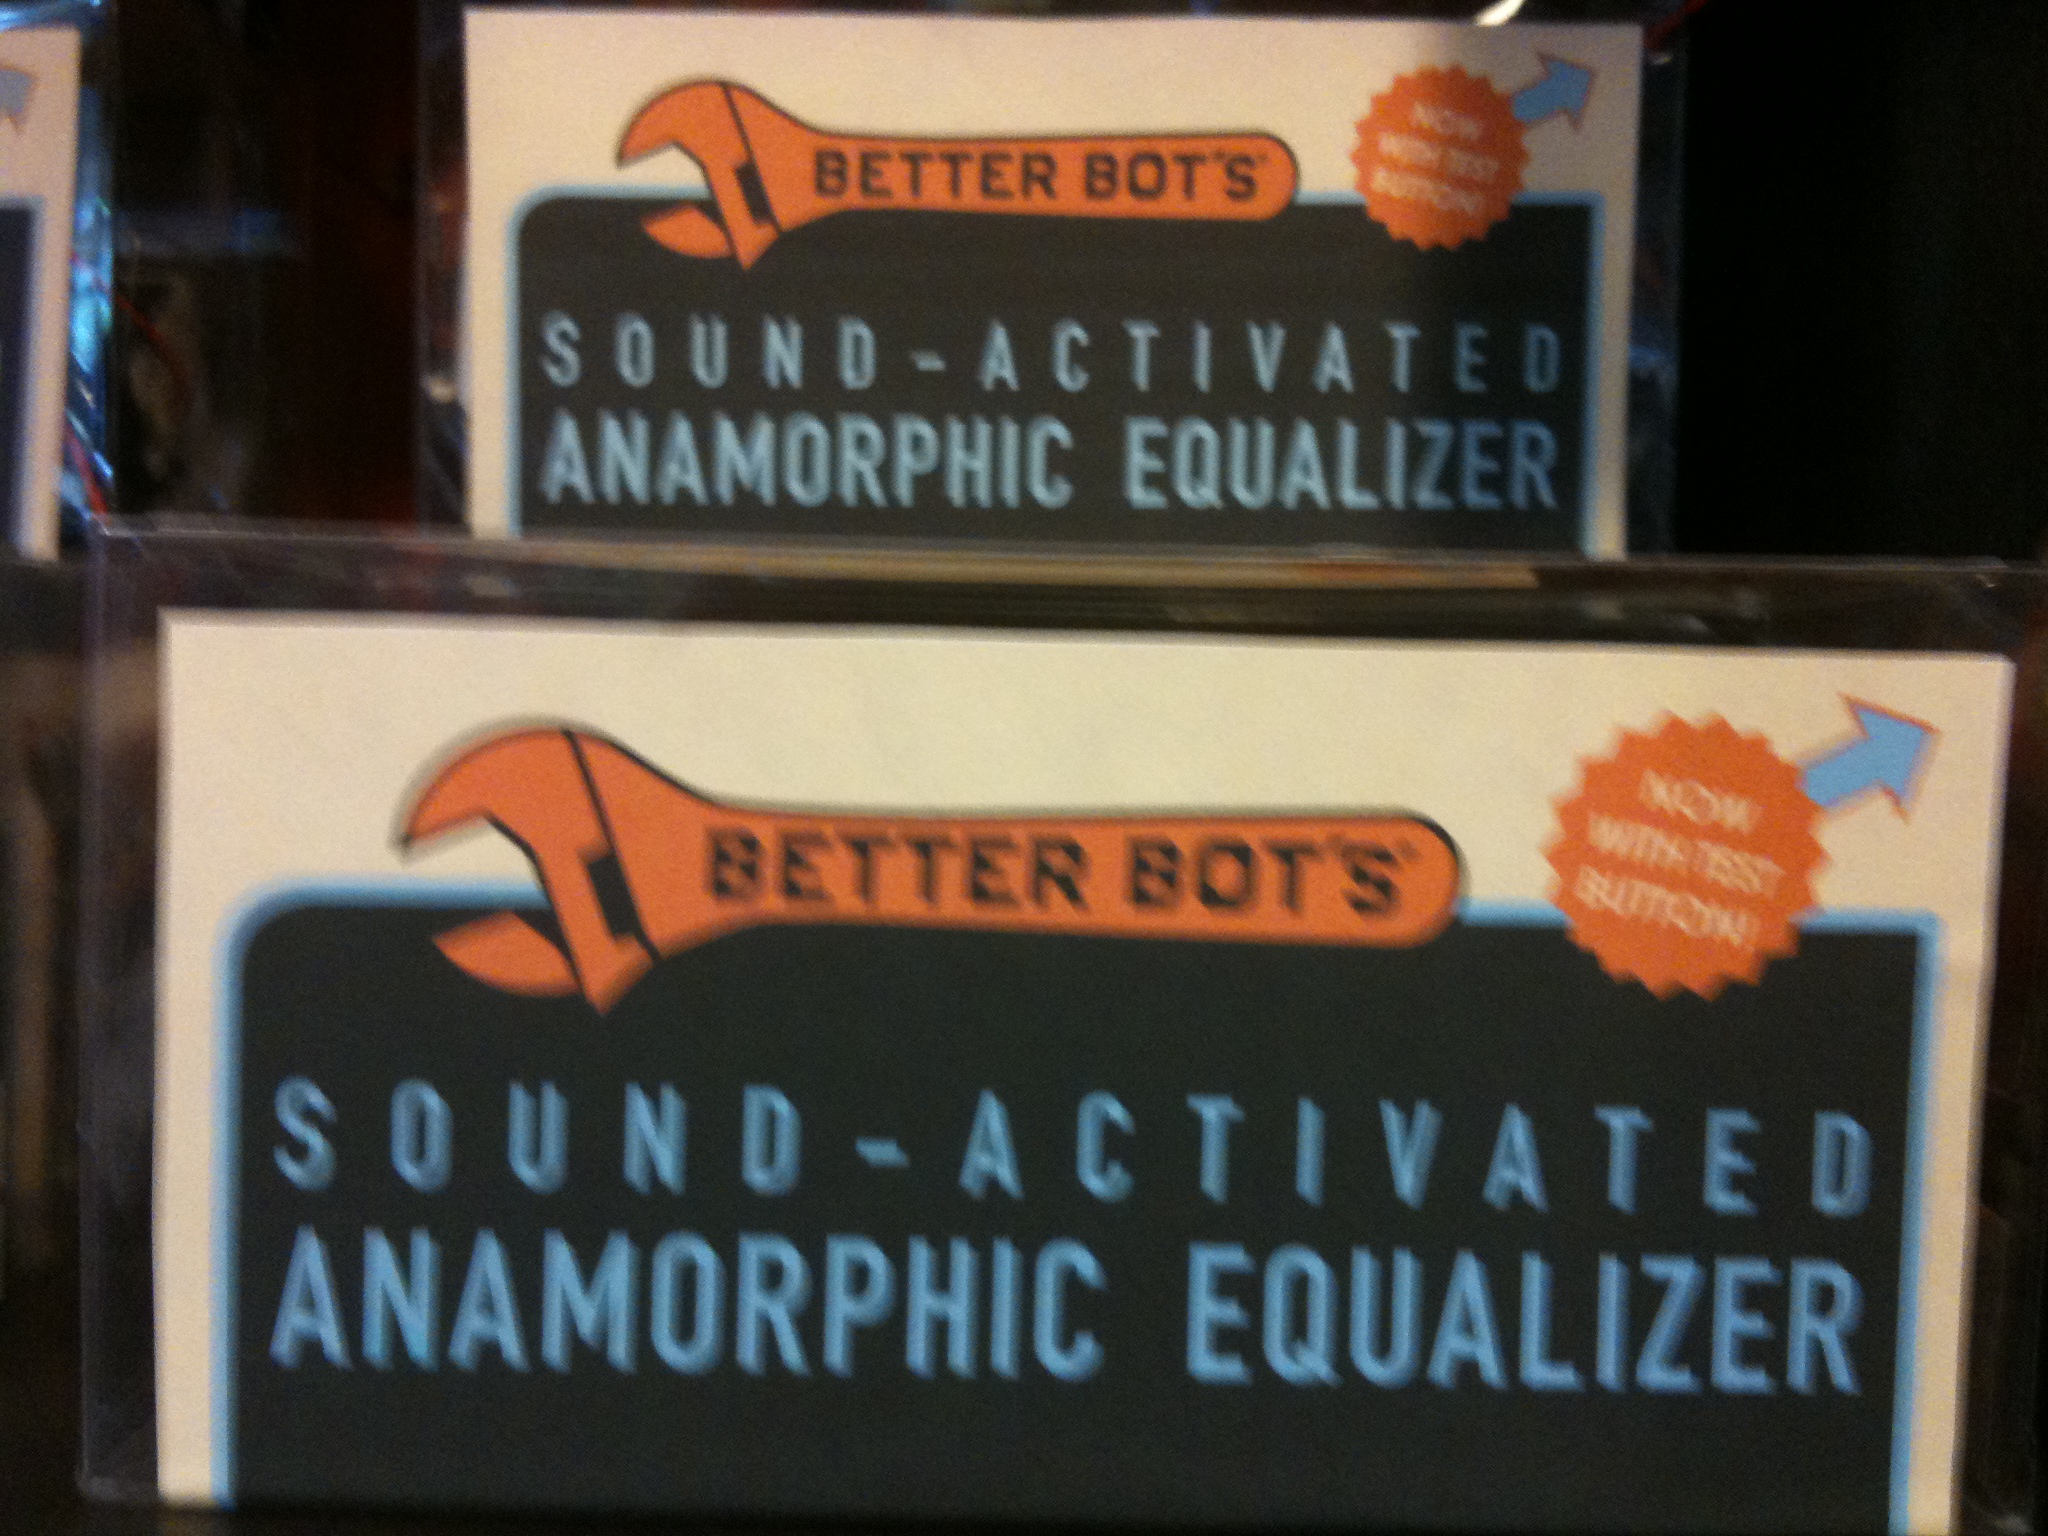 BETTER BOT'S
NOW
WITH TEST
BUTTON!
SOUND-ACTIVATED
ANAMORPHIC EQUALIZER
BETTER BOT'S
NOW
WITH TEST
BUTTON!
SOUND-ACTIVATED
ANAMORPHIC EQUALIZER